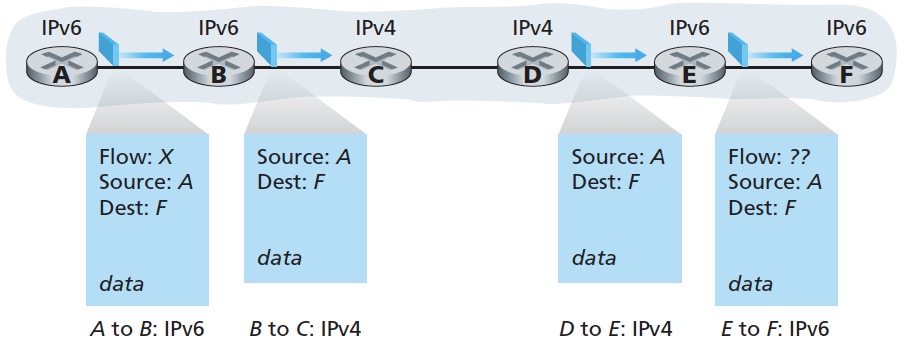 IPv6 IPv6 IPv4 IPv4 IPv6 IPv6
A B C D E F
Flow: X
Source: A
Dest: F
data
Source: A
Dest: F
data
Source: A
Dest: F
data
Flow: ??
Source: A
Dest: F
data
A to B: IPv6 B to C: IPv4 D to E: IPv4 E to F: IPv6